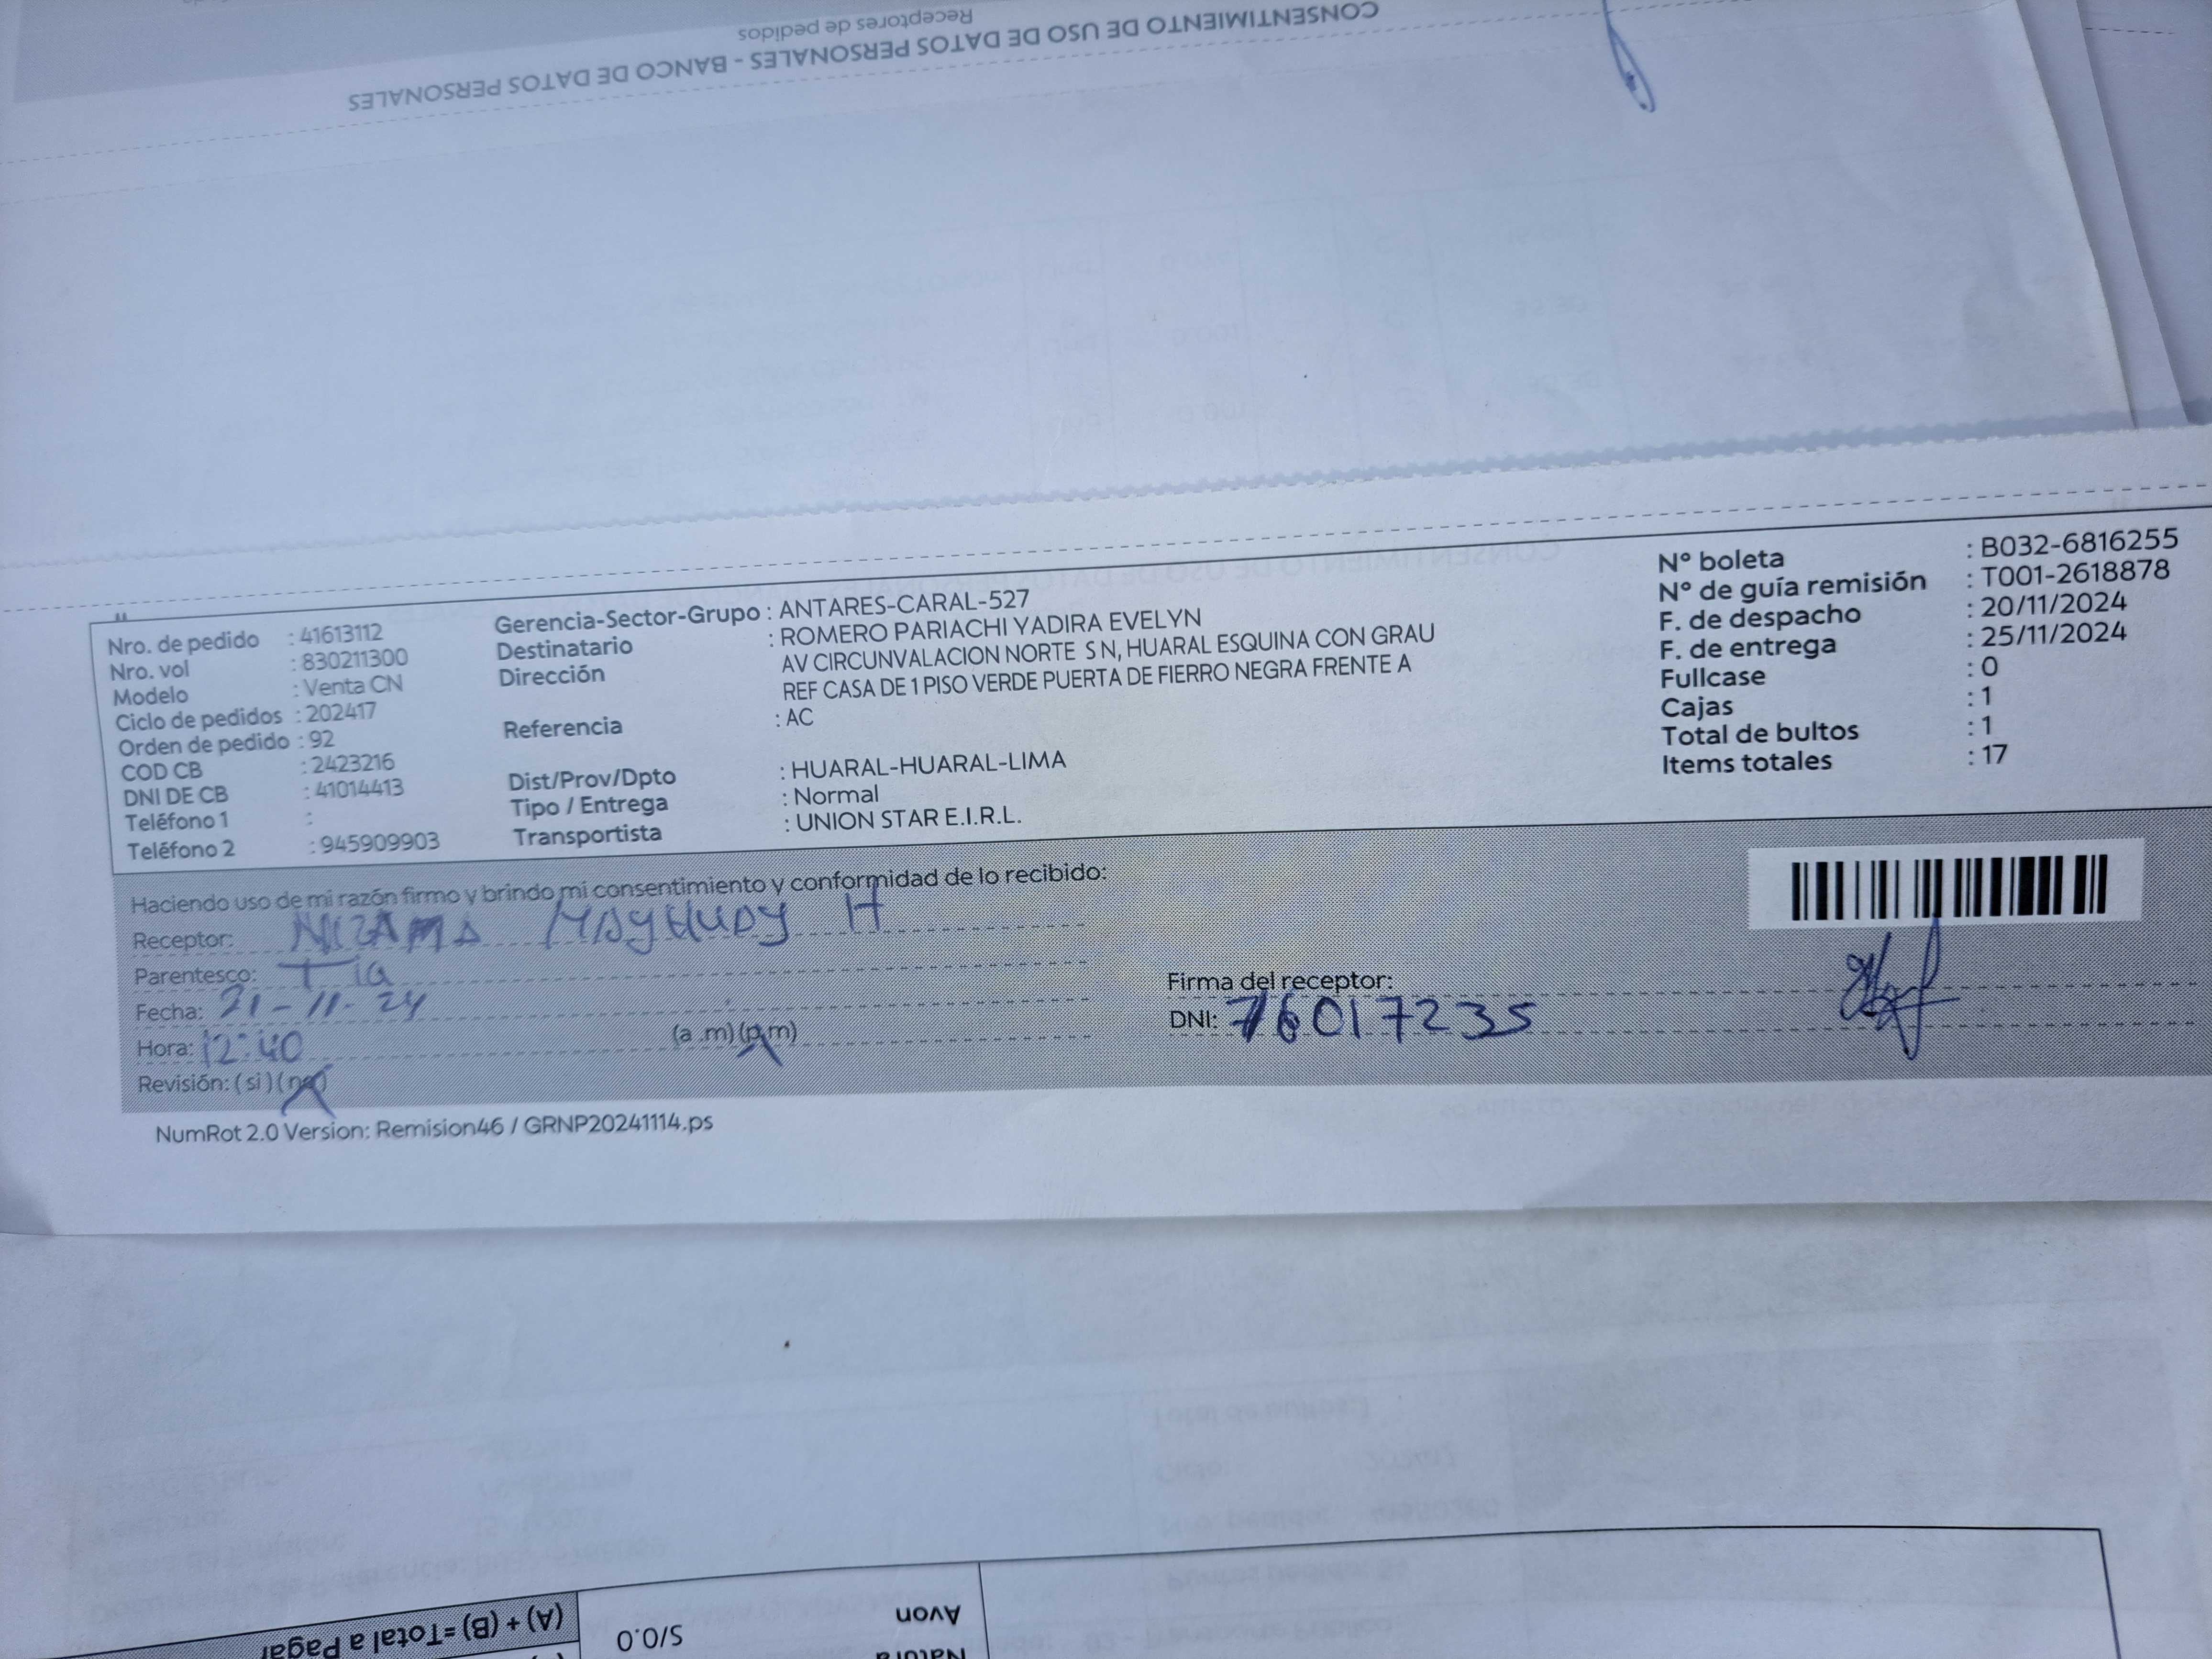 Receptores de pedidos
CONSENTIMIENTO DE USO DE DATOS PERSONALES - BANCO DE DATOS PERSONALES
Nro. de pedido : 41613112
Nro. vol : 830211300
Modelo : Venta CN
Ciclo de pedidos : 202417
Orden de pedido : 92
COD CB : 2423216
DNI DE CB : 41014413
Teléfono 1 :
Teléfono 2 : 945909903
Gerencia-Sector-Grupo : ANTARES-CARAL-527
Destinatario : ROMERO PARIACHI YADIRA EVELYN
Dirección AV CIRCUNVALACION NORTE S N, HUARAL ESQUINA CON GRAU
REF CASA DE 1 PISO VERDE PUERTA DE FIERRO NEGRA FRENTE A
Referencia : AC
Dist/Prov/Dpto : HUARAL-HUARAL-LIMA
Tipo / Entrega : Normal
Transportista : UNION STAR E.I.R.L.
N° boleta : B032-6816255
N° de guía remisión : T001-2618878
F. de despacho : 20/11/2024
F. de entrega : 25/11/2024
Fullcase : 0
Cajas : 1
Total de bultos : 1
Items totales : 17
Haciendo uso de mi razón firmo y brindo mi consentimiento y conformidad de lo recibido:
Receptor: H
Parentesco: Tia
Fecha: 21-11-24
Hora: 12:40 (a .m) (p.m)
Revisión: ( si ) ( no )
Firma del receptor:
DNI: 76017235
NumRot 2.0 Version: Remision46 / GRNP20241114.ps
(A) + (B) =Total a Pagar
S/0.0
Avon
Natura